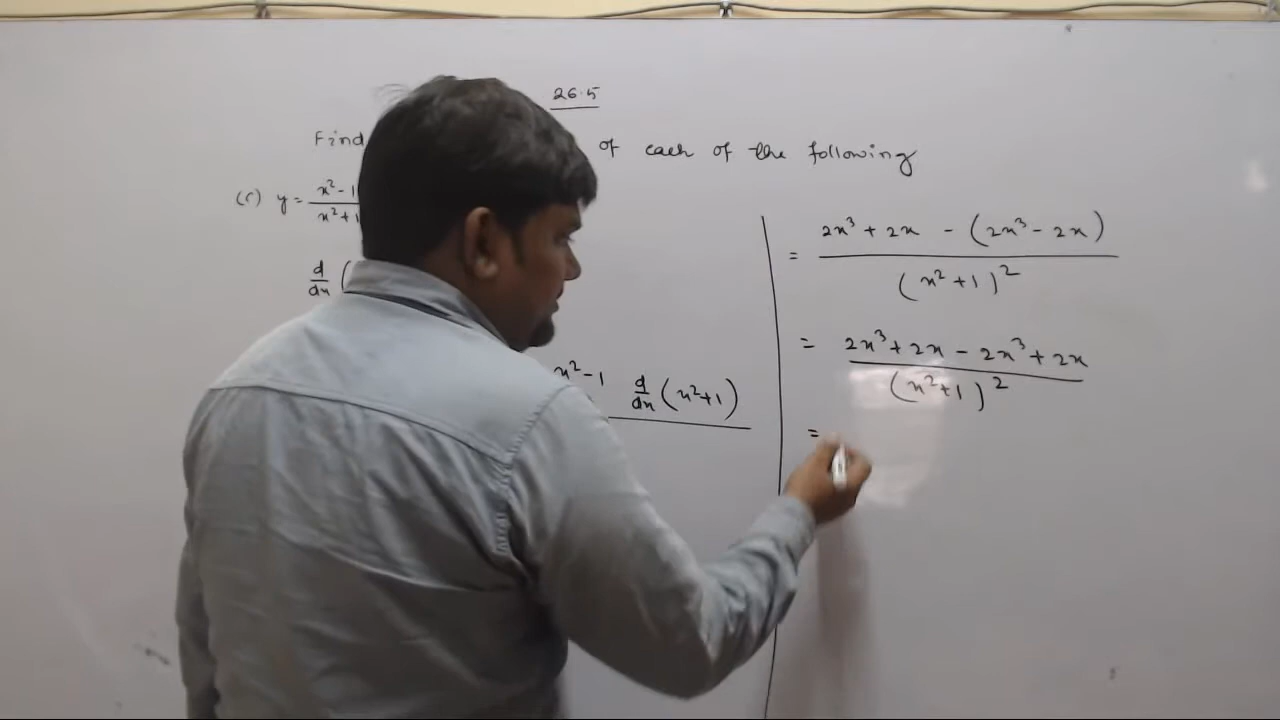 26.5
Find of each of the following
(r) y = x²-1 / x²+1
d/dx (
x²-1 d/dx (x²+1)
= 2x³ + 2x - (2x³ - 2x) / (x²+1)²
= 2x³ + 2x - 2x³ + 2x / (x²+1)²
=